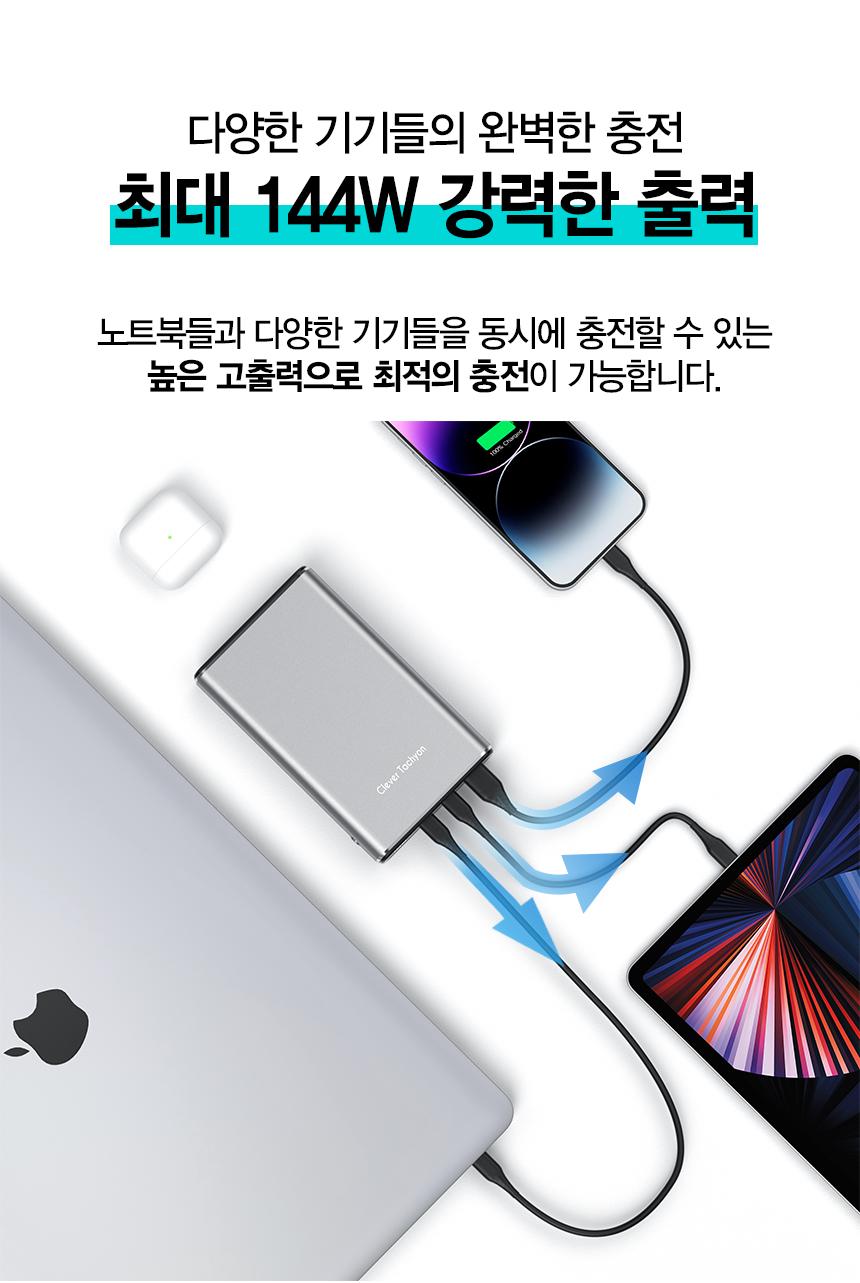 다양한 기기들의 완벽한 충전
최대 144W 강력한 출력
노트북들과 다양한 기기들을 동시에 충전할 수 있는
높은 고출력으로 최적의 충전이 가능합니다.
100% Charged
Clever Tachyon